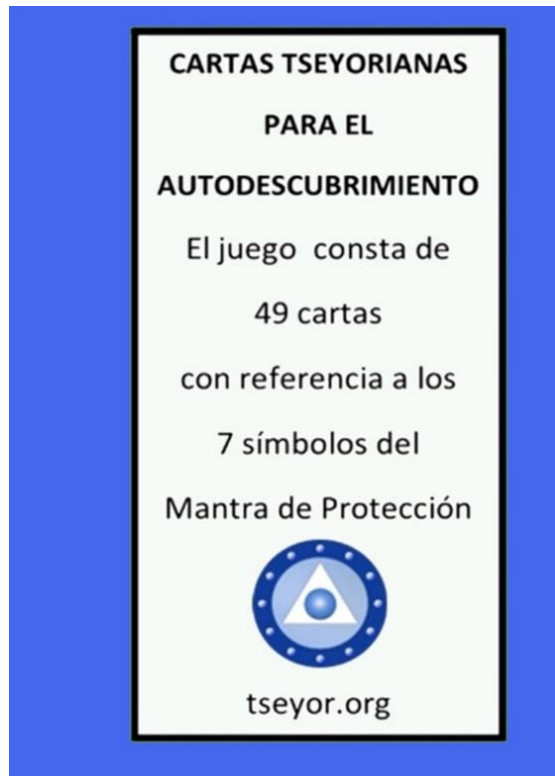 CARTAS TSEYORIANAS
PARA EL
AUTODESCUBRIMIENTO
El juego consta de
49 cartas
con referencia a los
7 símbolos del
Mantra de Protección
tseyor.org